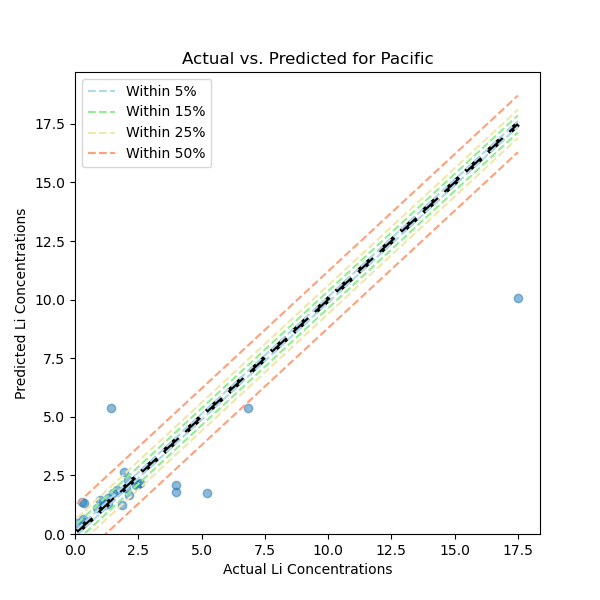 Actual vs. Predicted for Pacific
Within 5%
Within 15%
Within 25%
Within 50%
Predicted Li Concentrations
17.5
15.0
12.5
10.0
7.5
5.0
2.5
0.0
0.0 2.5 5.0 7.5 10.0 12.5 15.0 17.5
Actual Li Concentrations